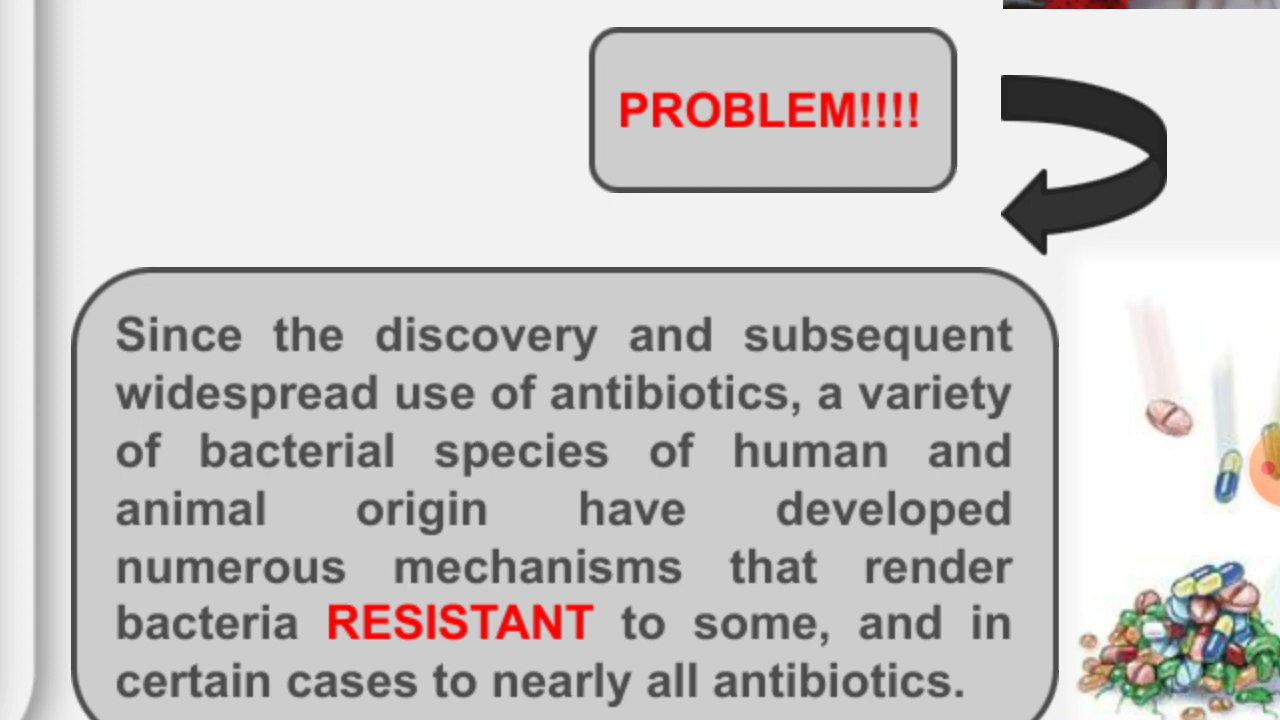 PROBLEM!!!!
Since the discovery and subsequent
widespread use of antibiotics, a variety
of bacterial species of human and
animal origin have developed
numerous mechanisms that render
bacteria RESISTANT to some, and in
certain cases to nearly all antibiotics.